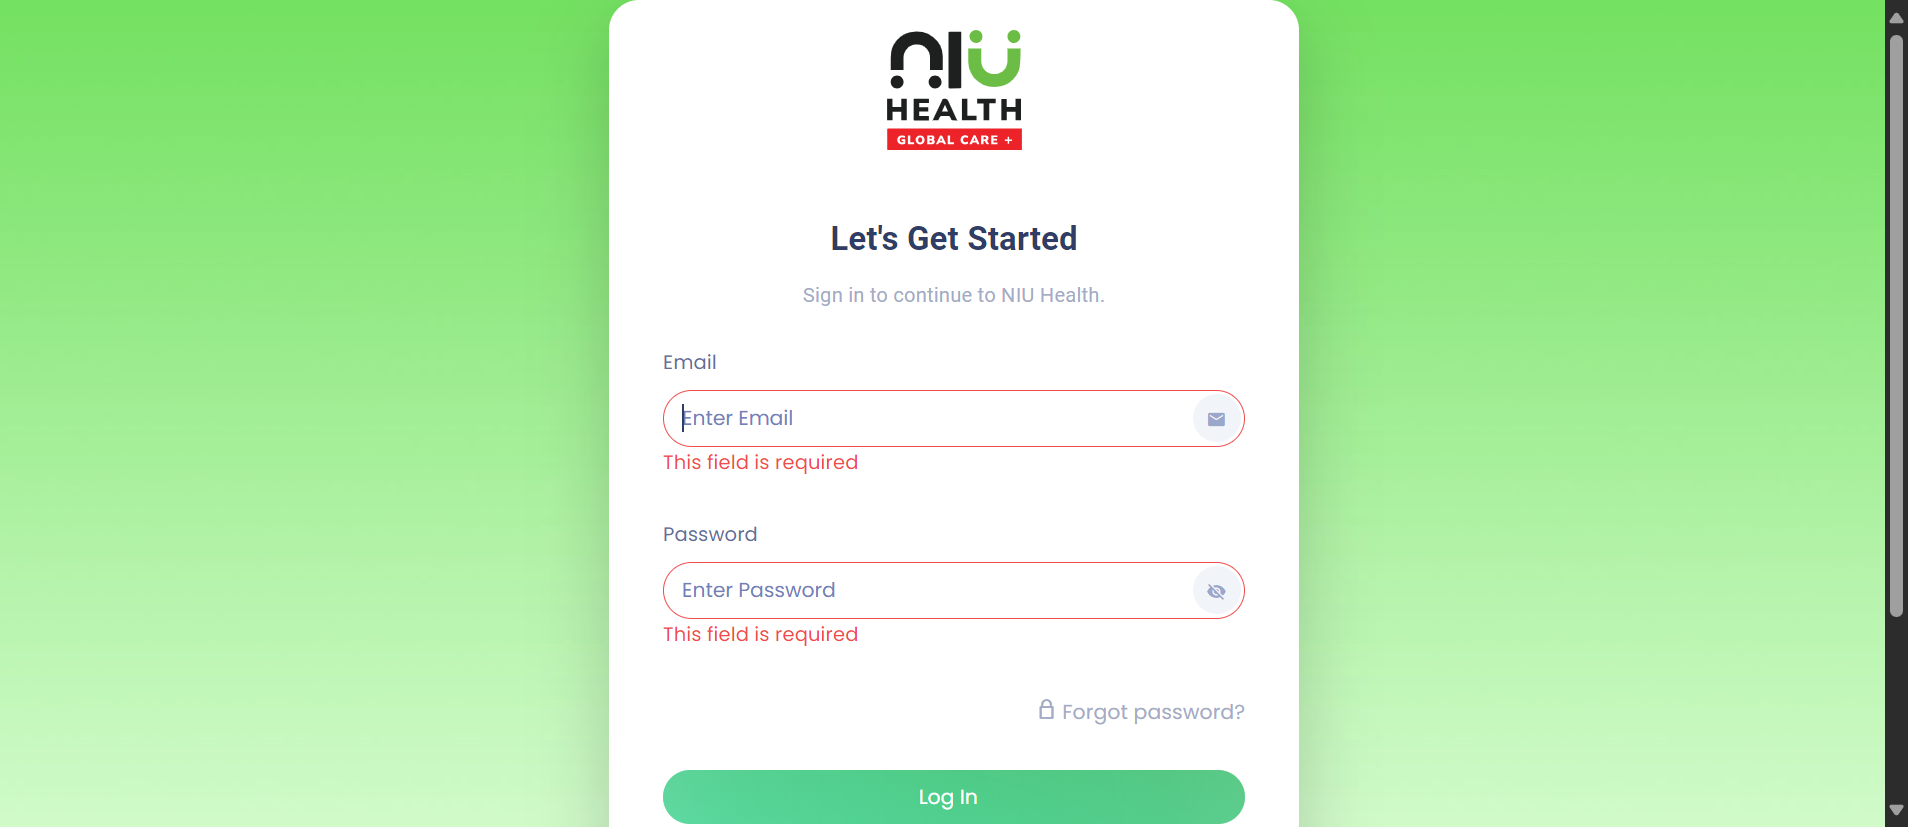 NIU
HEALTH
GLOBAL CARE +
Let's Get Started
Sign in to continue to NIU Health.
Email
Enter Email
This field is required
Password
Enter Password
This field is required
Forgot password?
Log In